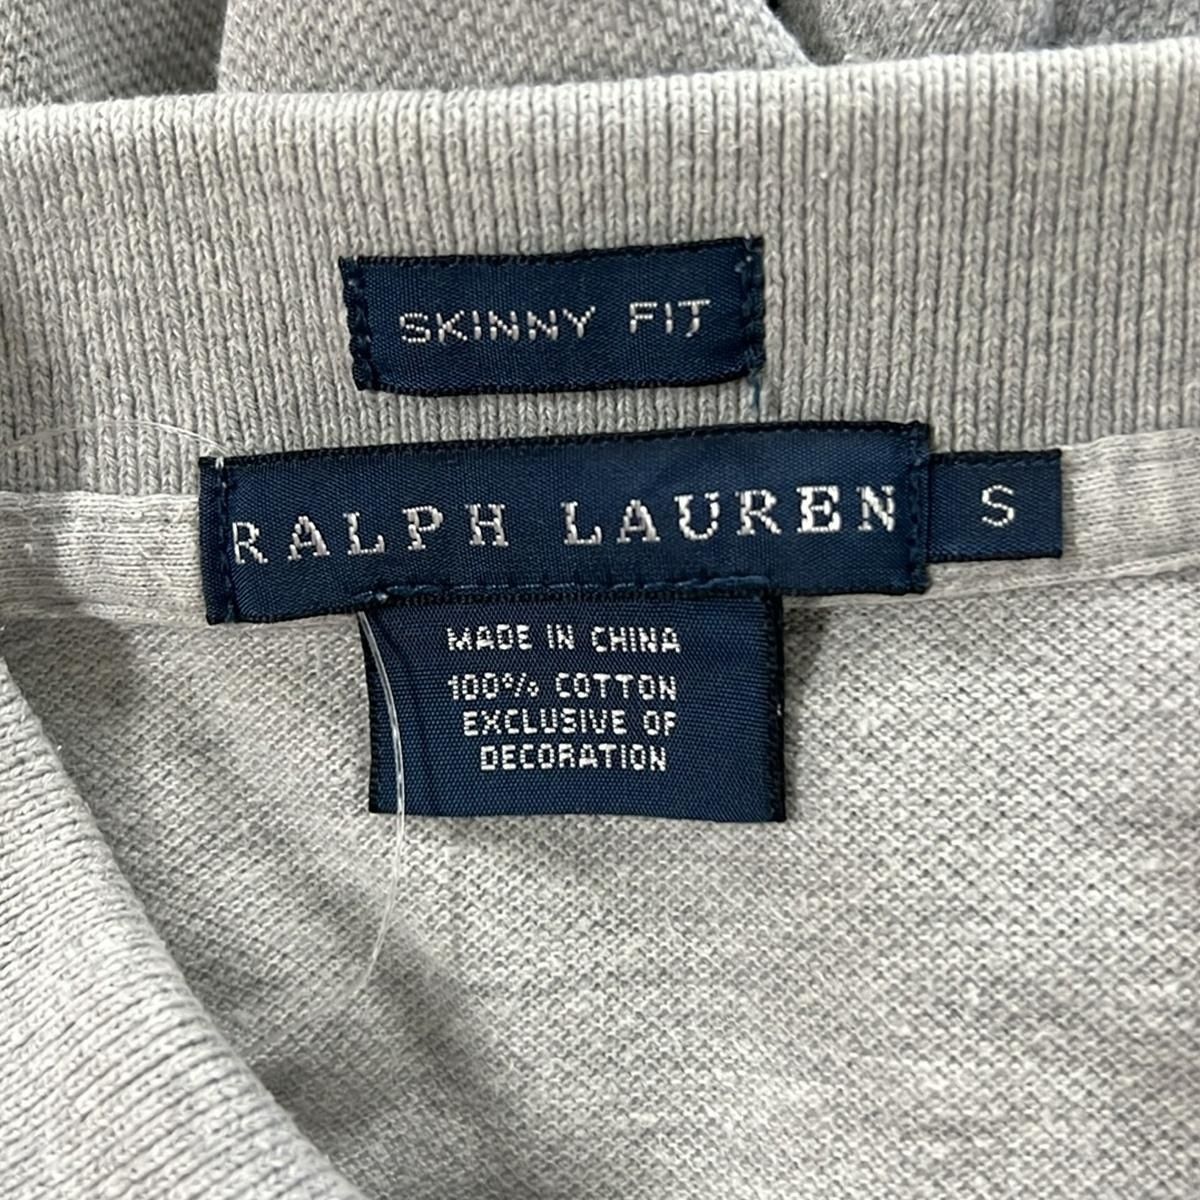 SKINNY FIT
RALPH LAUREN S
MADE IN CHINA
100% COTTON
EXCLUSIVE OF
DECORATION